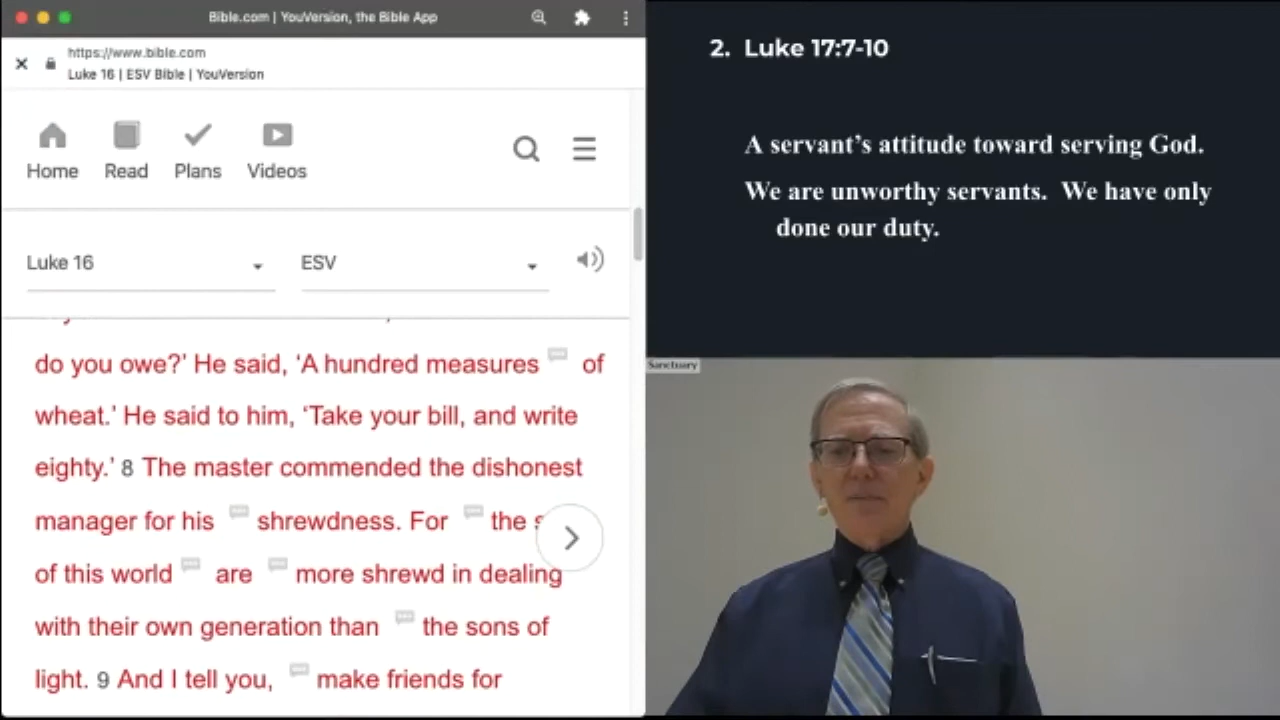 Bible.com | YouVersion, the Bible App
https://www.bible.com
Luke 16 | ESV Bible | YouVersion
Home Read Plans Videos
Luke 16
ESV
do you owe?’ He said, ‘A hundred measures of
wheat.’ He said to him, ‘Take your bill, and write
eighty.’ 8 The master commended the dishonest
manager for his shrewdness. For the
of this world are more shrewd in dealing
with their own generation than the sons of
light. 9 And I tell you, make friends for
2. Luke 17:7-10
A servant’s attitude toward serving God.
We are unworthy servants. We have only
done our duty.
Sanctuary